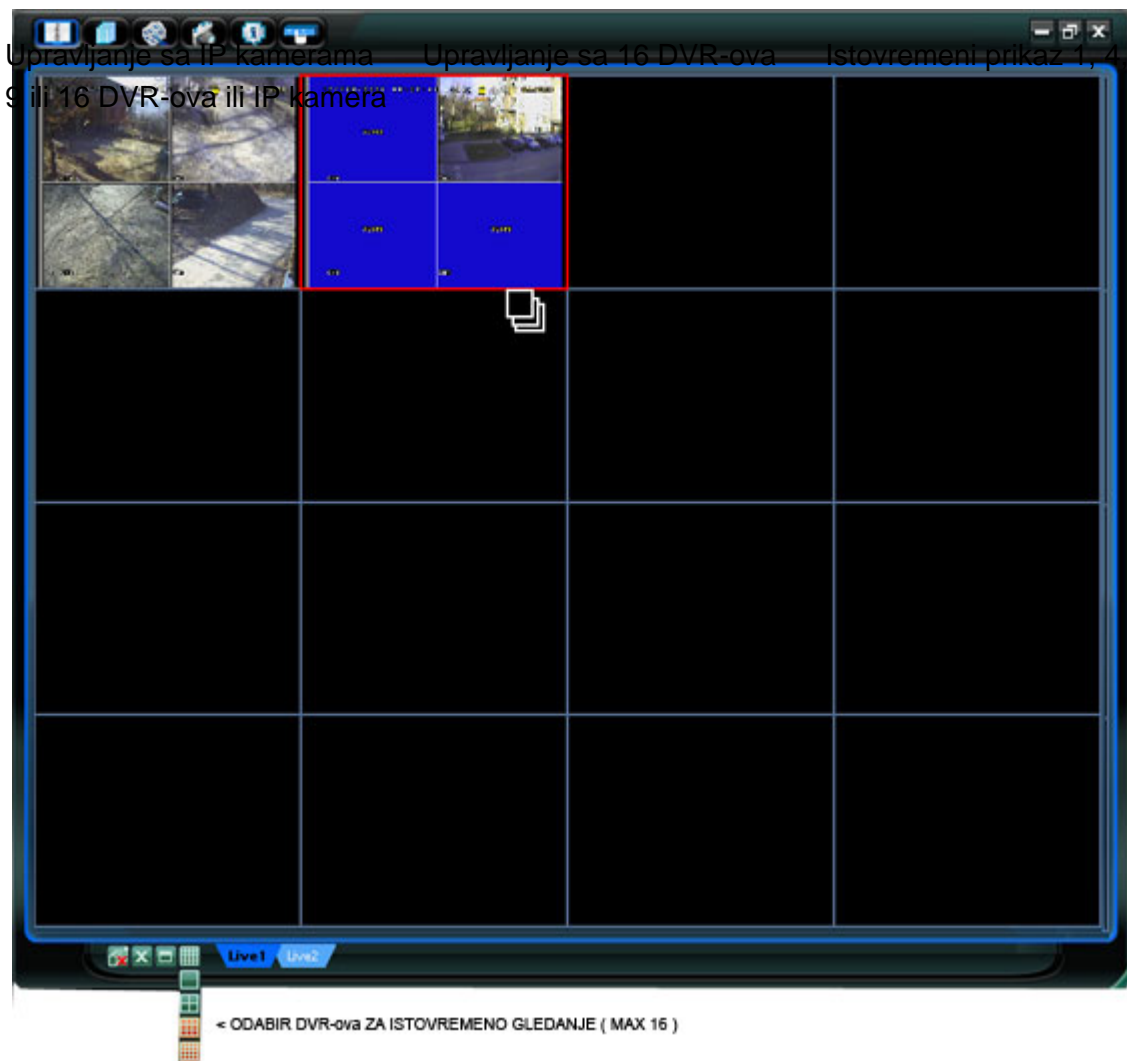 Upravljanje sa IP kamerama Upravljanje sa 16 DVR-ova Istovremeni prikaz 1, 4
9 ili 16 DVR-ova ili IP kamera
Live1 Live2
< ODABIR DVR-ova ZA ISTOVREMENO GLEDANJE ( MAX 16 )